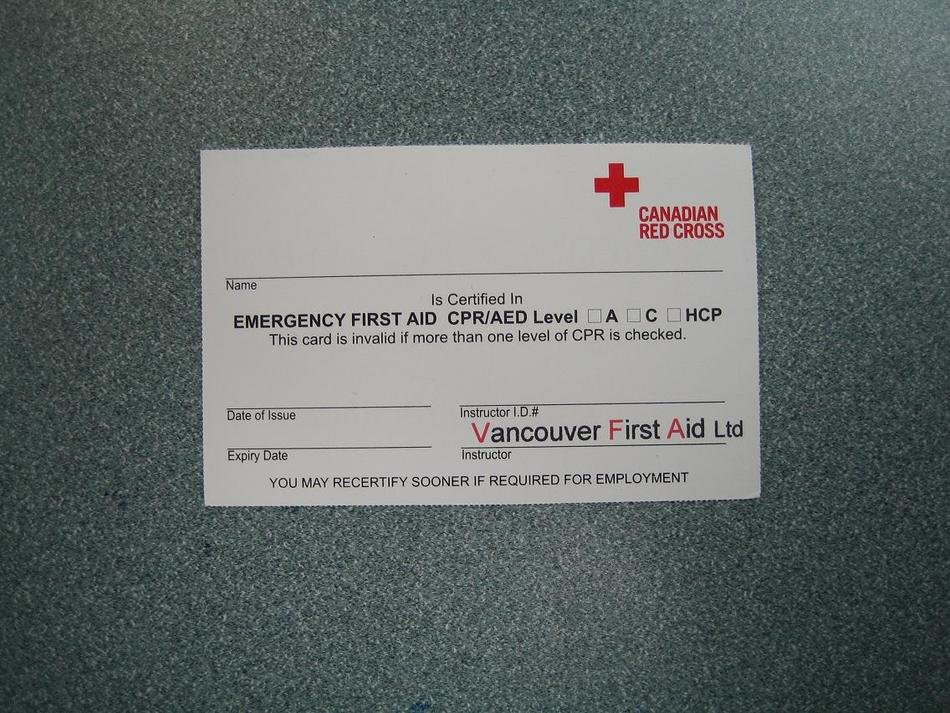 CANADIAN
RED CROSS
Name
Is Certified In
EMERGENCY FIRST AID CPR/AED Level □ A □ C □ HCP
This card is invalid if more than one level of CPR is checked.
Date of Issue
Instructor I.D.#
Vancouver First Aid Ltd
Expiry Date
Instructor
YOU MAY RECERTIFY SOONER IF REQUIRED FOR EMPLOYMENT